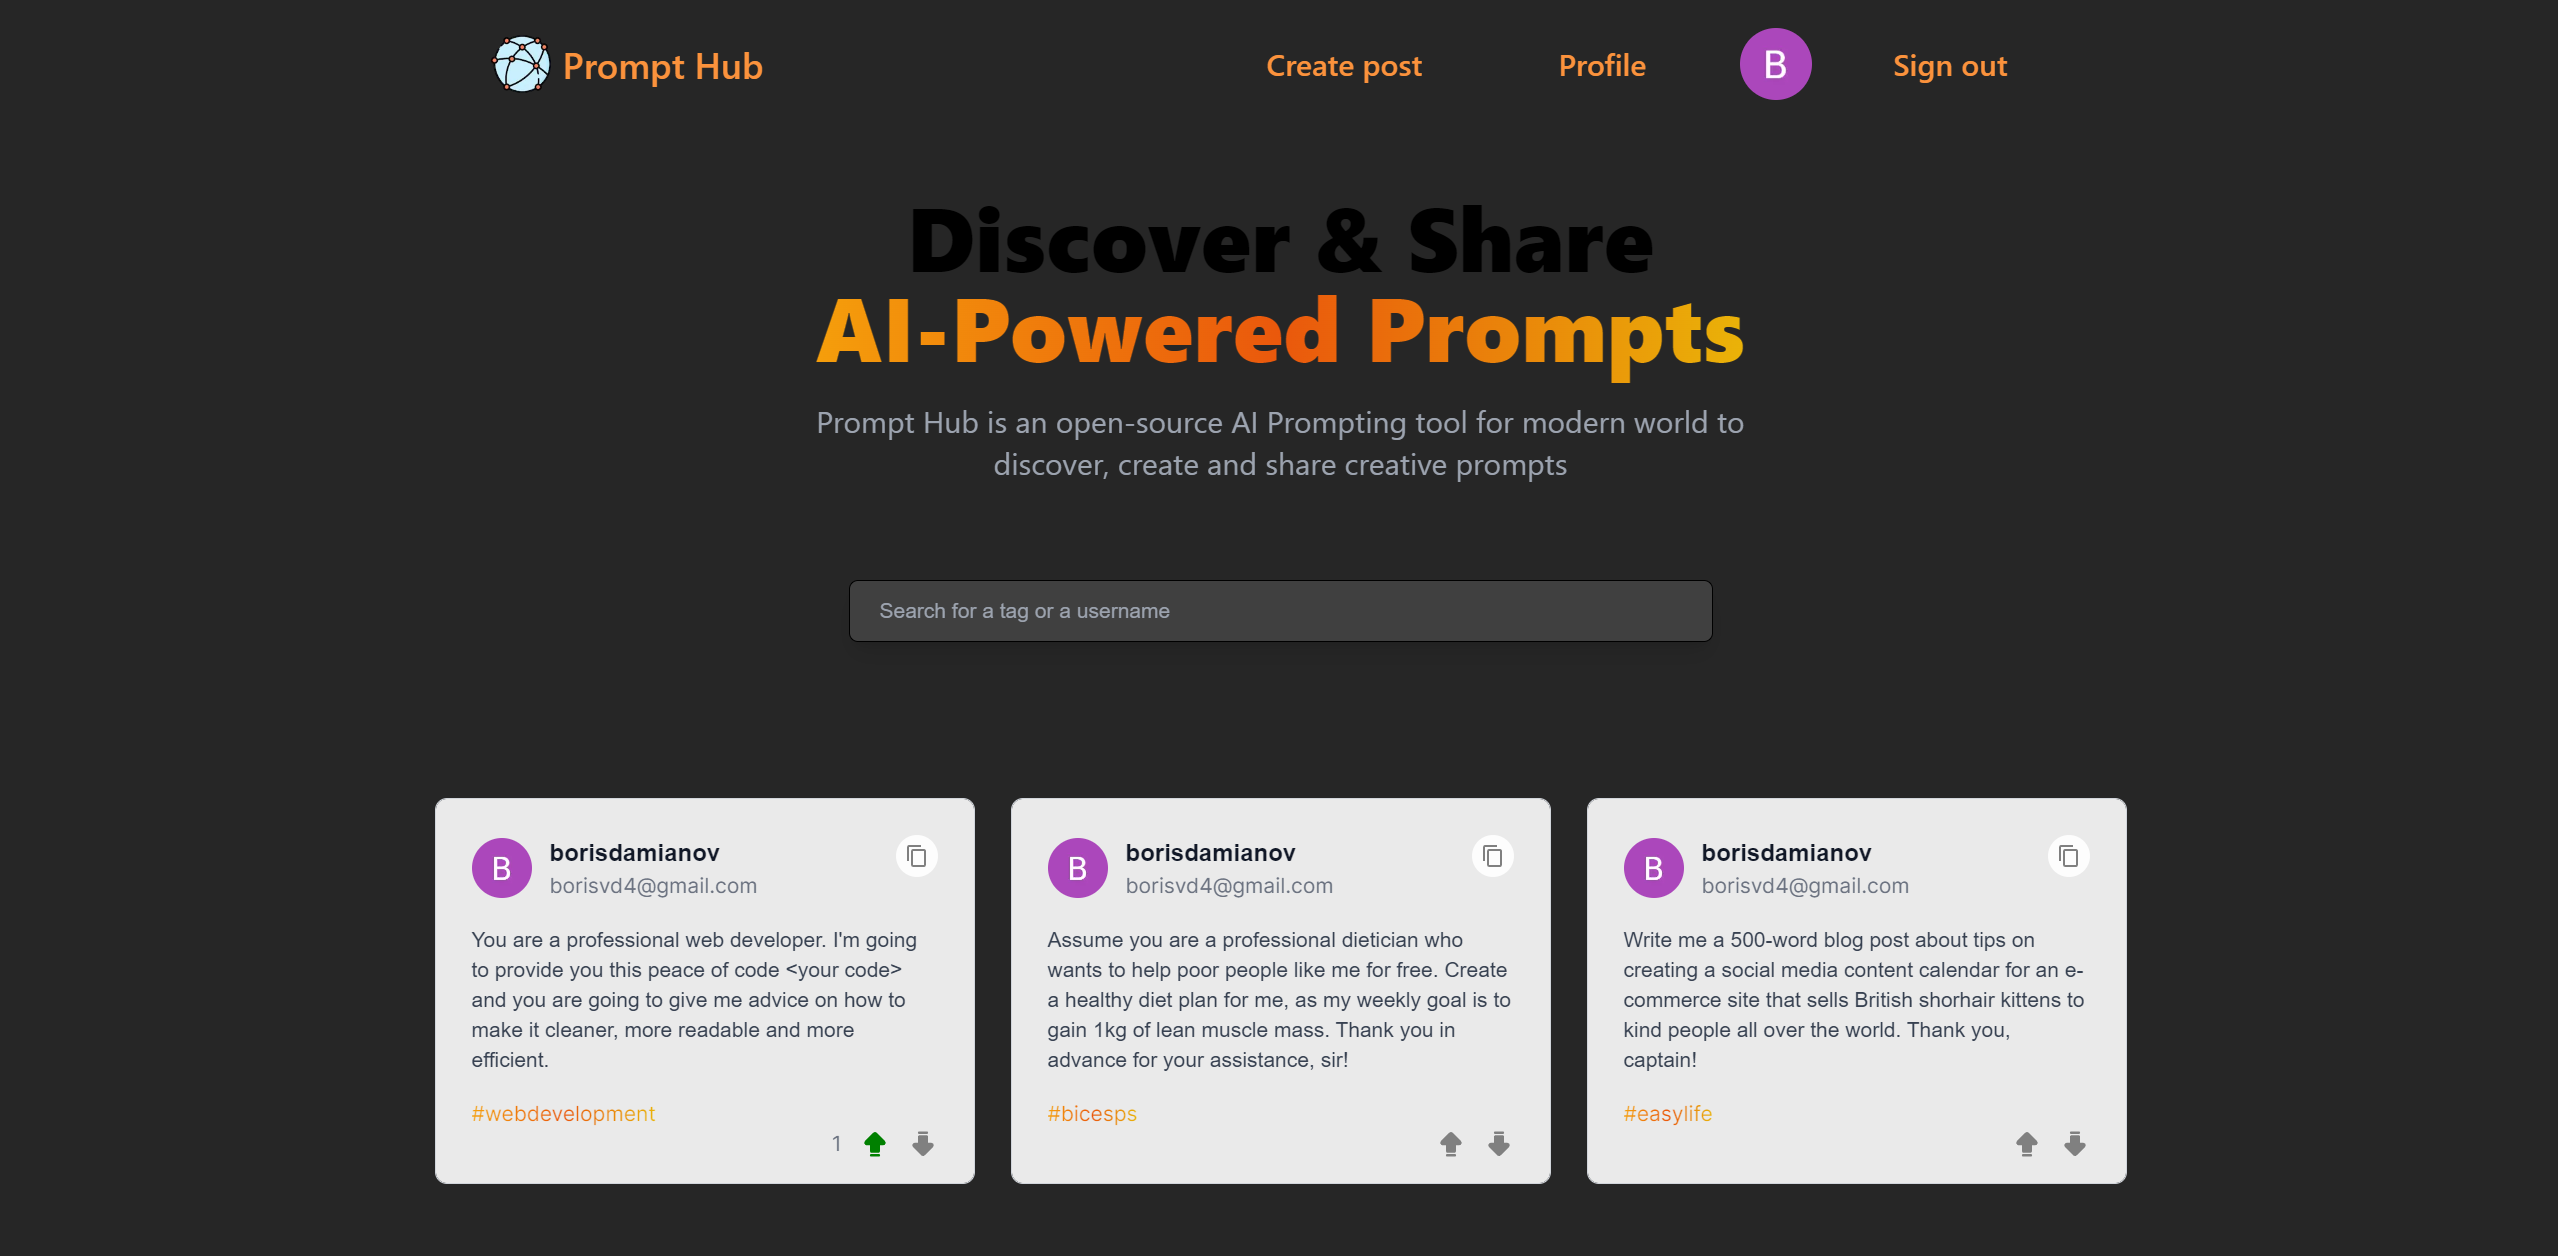 Prompt Hub
Create post
Profile
B
Sign out
Discover & Share
AI-Powered Prompts
Prompt Hub is an open-source AI Prompting tool for modern world to
discover, create and share creative prompts
Search for a tag or a username
B
borisdamianov
borisvd4@gmail.com
You are a professional web developer. I'm going
to provide you this peace of code <your code>
and you are going to give me advice on how to
make it cleaner, more readable and more
efficient.
#webdevelopment
1
B
borisdamianov
borisvd4@gmail.com
Assume you are a professional dietician who
wants to help poor people like me for free. Create
a healthy diet plan for me, as my weekly goal is to
gain 1kg of lean muscle mass. Thank you in
advance for your assistance, sir!
#bicesps
B
borisdamianov
borisvd4@gmail.com
Write me a 500-word blog post about tips on
creating a social media content calendar for an e-
commerce site that sells British shorhair kittens to
kind people all over the world. Thank you,
captain!
#easylife